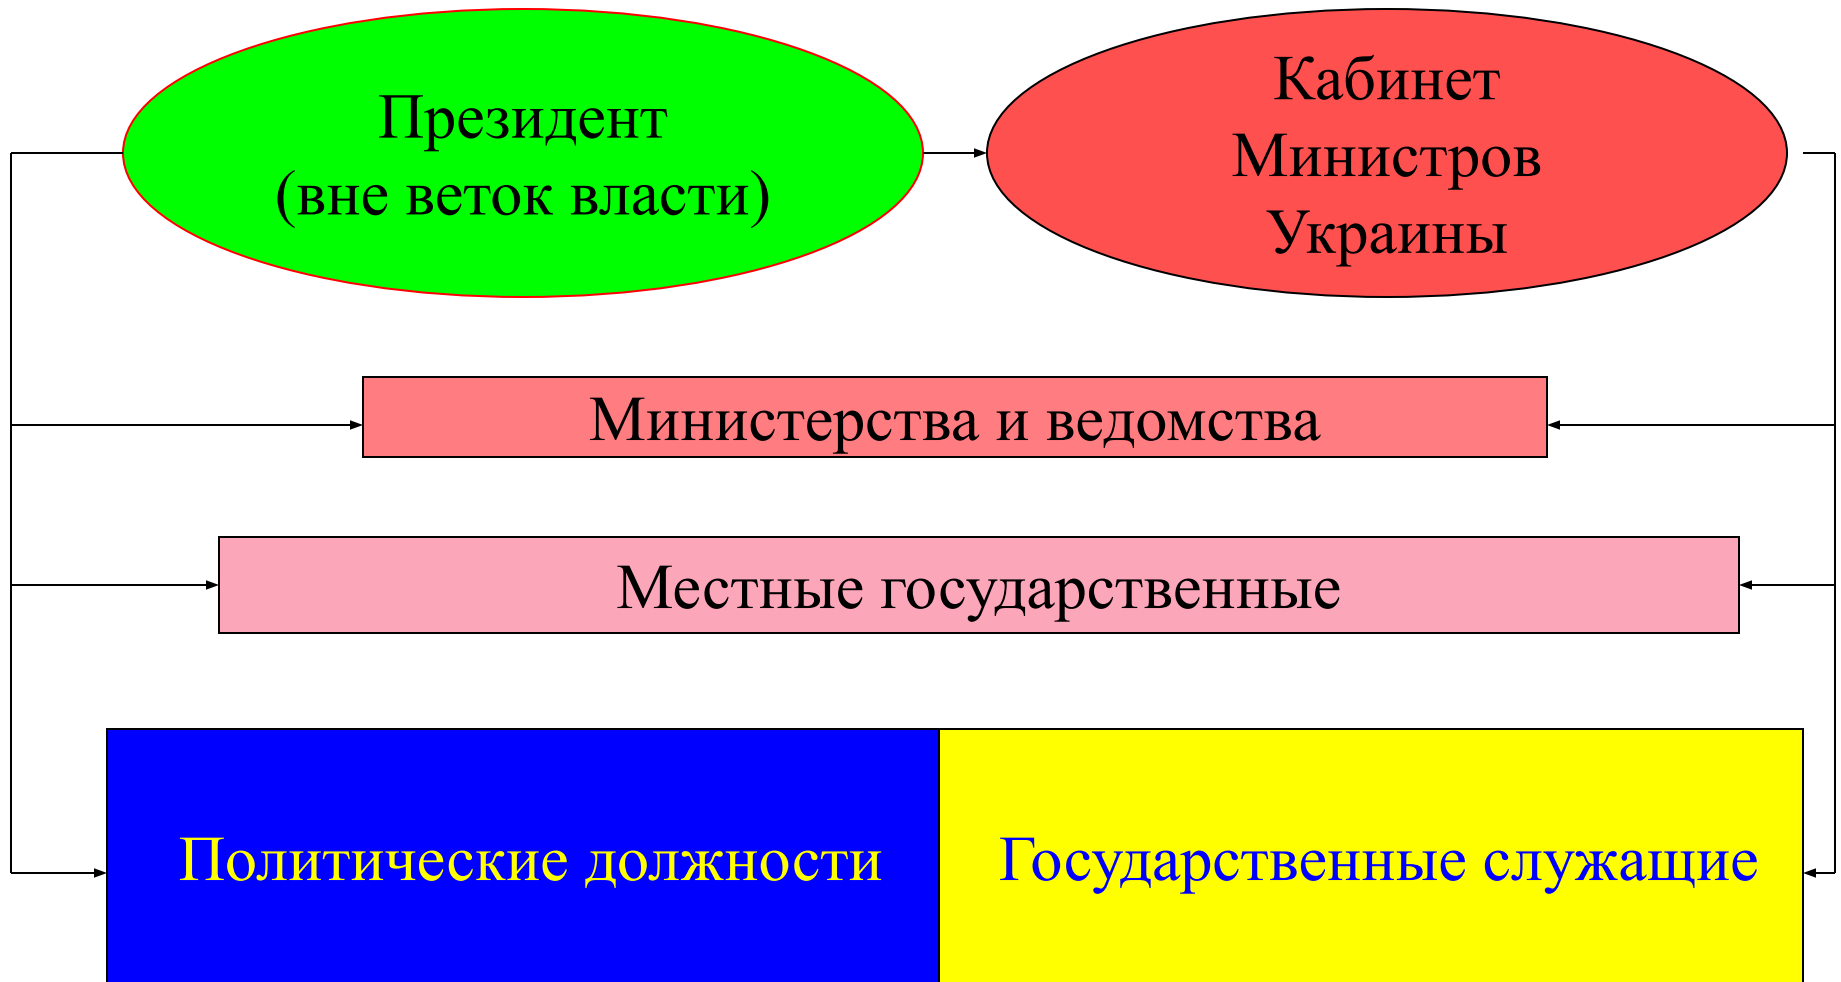 Президент
(вне веток власти)
Кабинет
Министров
Украины
Министерства и ведомства
Местные государственные
Политические должности
Государственные служащие